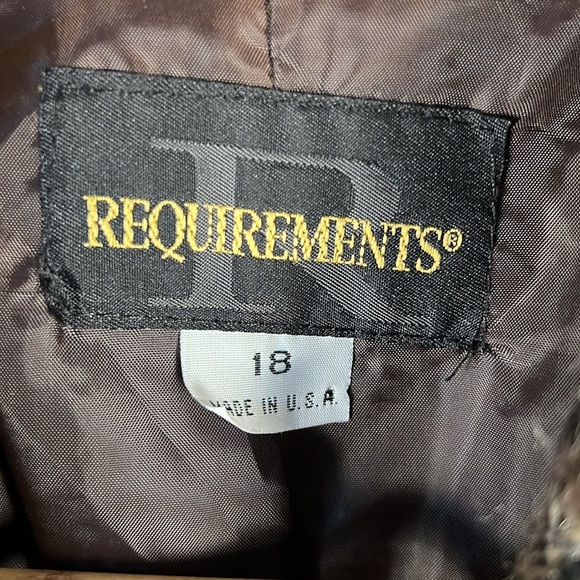 R
REQUIREMENTS®
18
MADE IN U.S.A.